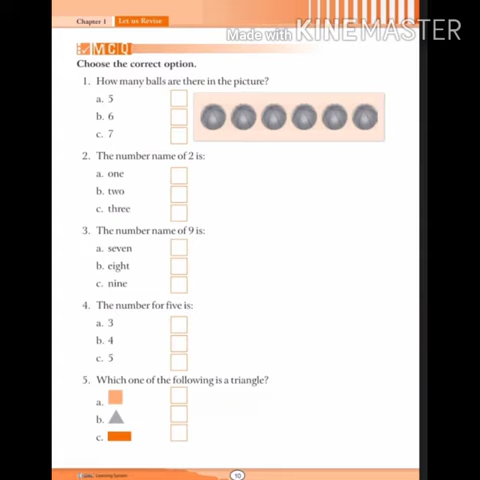 Chapter 1 Let us Revise
Made with KINEMASTER
MCQ
Choose the correct option.
1. How many balls are there in the picture?
a. 5
b. 6
c. 7
2. The number name of 2 is:
a. one
b. two
c. three
3. The number name of 9 is:
a. seven
b. eight
c. nine
4. The number for five is:
a. 3
b. 4
c. 5
5. Which one of the following is a triangle?
a.
b.
c.
Learning System
10